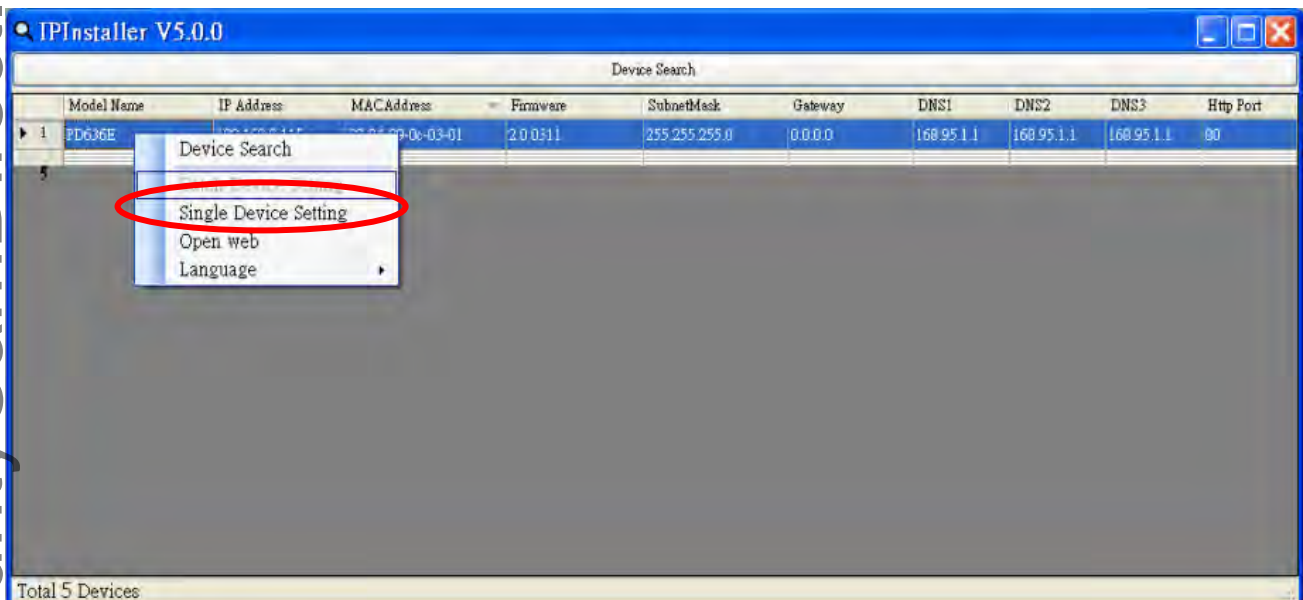 IPInstaller V5.0.0
Device Search
Model Name IP Address MACAddress Firmware SubnetMask Gateway DNS1 DNS2 DNS3 Http Port
1 PD636E 2.0.0311 255.255.255.0 0.0.0.0 168.95.1.1 168.95.1.1 168.95.1.1 80
Device Search
5
Single Device Setting
Open web
Language
Total 5 Devices